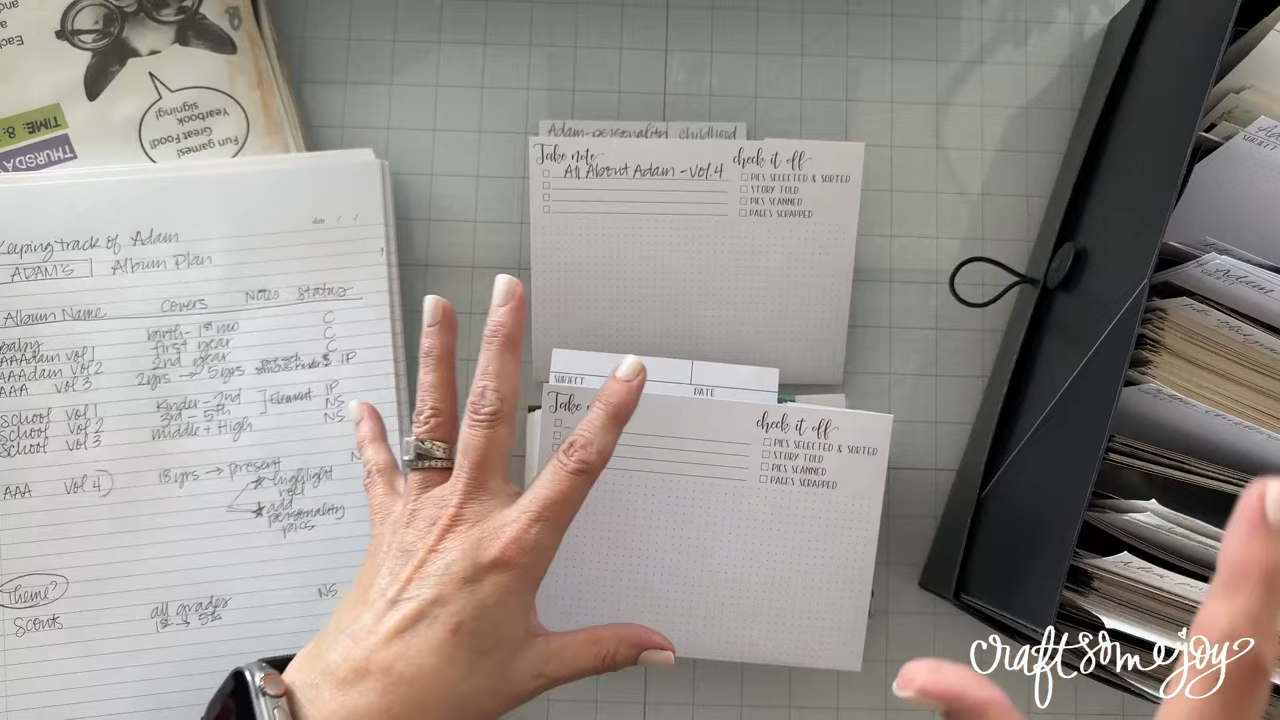 and
a
Each
TIME: 8:
THURSDA
Fun games!
Great Food!
Yearbook
signing!
Keeping track of Adam
ADAM'S Album Plan
Album Name Covers Notes Status
baby birth - 1st mo C
AAAdam vol 1 first year C
AAAdam vol 2 2nd year C
AAA vol 3 2yrs → 5yrs IP
School vol 1 Kinder - 2nd ] Element IP
School vol 2 3rd - 5th NS
School vol 3 middle + High NS
AAA vol 4) 18yrs → present N
highlight
add
personality
pics
Theme?
Scouts all grades NS
1st → 5th
Adam-personality childhood
Take note check it off
All About Adam - Vol. 4
PICS SELECTED & SORTED
STORY TOLD
PICS SCANNED
PAGES SCRAPPED
SUBJECT DATE
Take check it off
PICS SELECTED & SORTED
STORY TOLD
PICS SCANNED
PAGES SCRAPPED
Adam
craftsomejoy